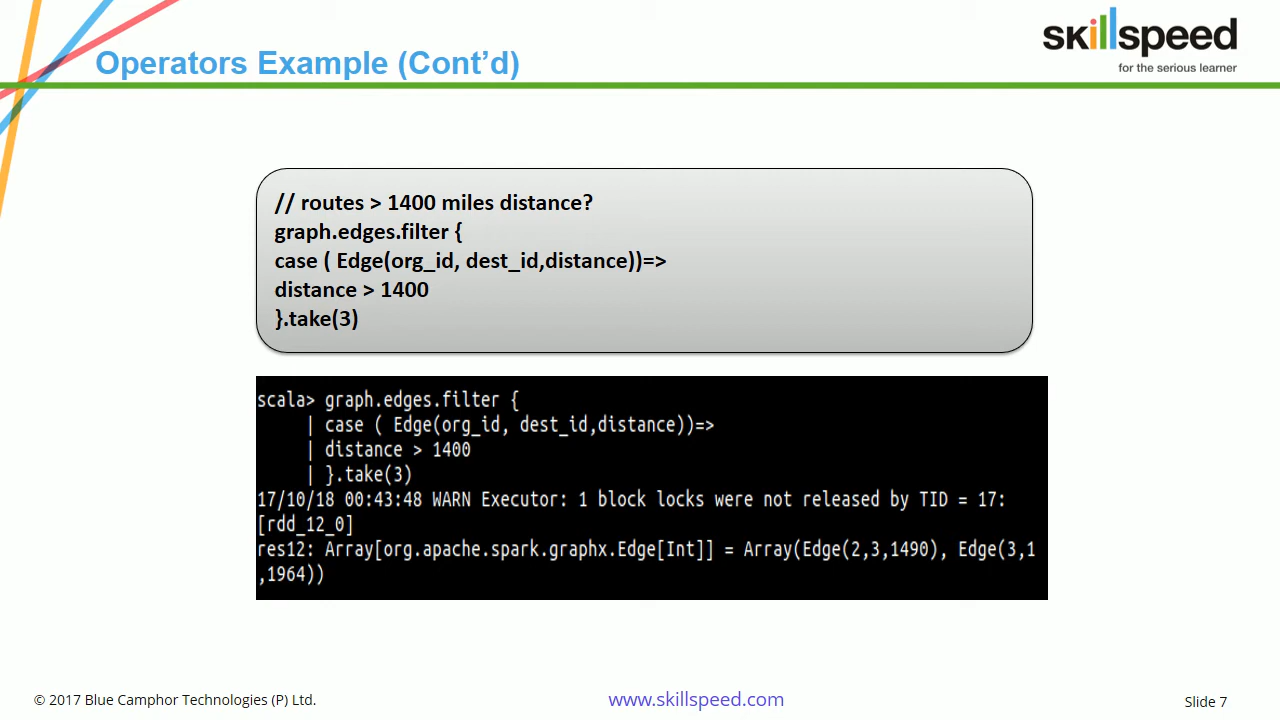 Operators Example (Cont'd)
skillspeed
for the serious learner
// routes > 1400 miles distance?
graph.edges.filter {
case ( Edge(org_id, dest_id,distance))=>
distance > 1400
}.take(3)
scala> graph.edges.filter {
| case ( Edge(org_id, dest_id,distance))=>
| distance > 1400
| }.take(3)
17/10/18 00:43:48 WARN Executor: 1 block locks were not released by TID = 17:
[rdd_12_0]
res12: Array[org.apache.spark.graphx.Edge[Int]] = Array(Edge(2,3,1490), Edge(3,1
,1964))
© 2017 Blue Camphor Technologies (P) Ltd.
www.skillspeed.com
Slide 7